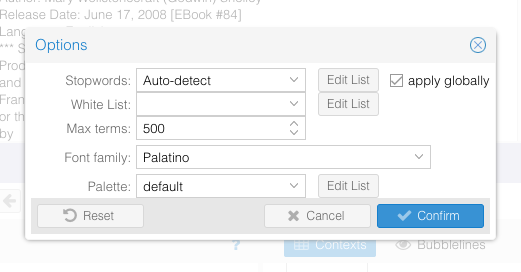 Author: Mary Wollstonecraft (Godwin) Shelley
Release Date: June 17, 2008 [EBook #84]
Lang
*** S
Prod
and
Fran
or th
by
Options
Stopwords: Auto-detect Edit List apply globally
White List: Edit List
Max terms: 500
Font family: Palatino
Palette: default Edit List
Reset Cancel Confirm
? Contexts Bubblelines